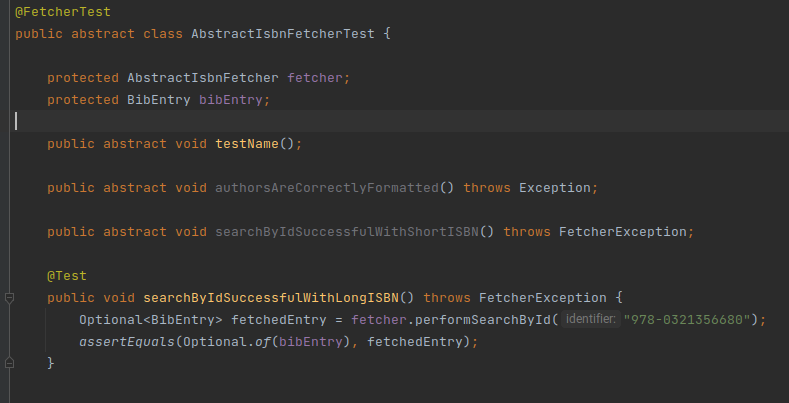 @FetcherTest
public abstract class AbstractIsbnFetcherTest {
protected AbstractIsbnFetcher fetcher;
protected BibEntry bibEntry;
public abstract void testName();
public abstract void authorsAreCorrectlyFormatted() throws Exception;
public abstract void searchByIdSuccessfulWithShortISBN() throws FetcherException;
@Test
public void searchByIdSuccessfulWithLongISBN() throws FetcherException {
Optional<BibEntry> fetchedEntry = fetcher.performSearchById( identifier: "978-0321356680");
assertEquals(Optional.of(bibEntry), fetchedEntry);
}